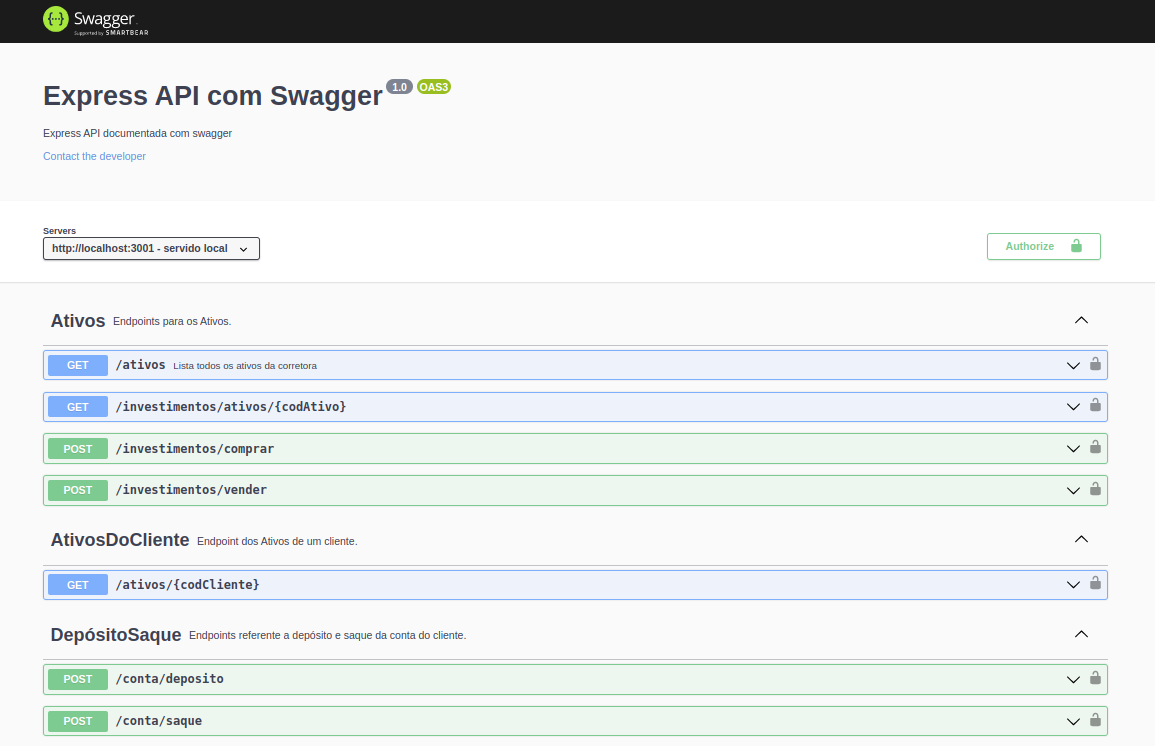 Swagger.
Supported by SMARTBEAR
Express API com Swagger 1.0 OAS3
Express API documentada com swagger
Contact the developer
Servers
http://localhost:3001 - servido local
Authorize
Ativos Endpoints para os Ativos.
GET /ativos Lista todos os ativos da corretora
GET /investimentos/ativos/{codAtivo}
POST /investimentos/comprar
POST /investimentos/vender
AtivosDoCliente Endpoint dos Ativos de um cliente.
GET /ativos/{codCliente}
DepósitoSaque Endpoints referente a depósito e saque da conta do cliente.
POST /conta/deposito
POST /conta/saque